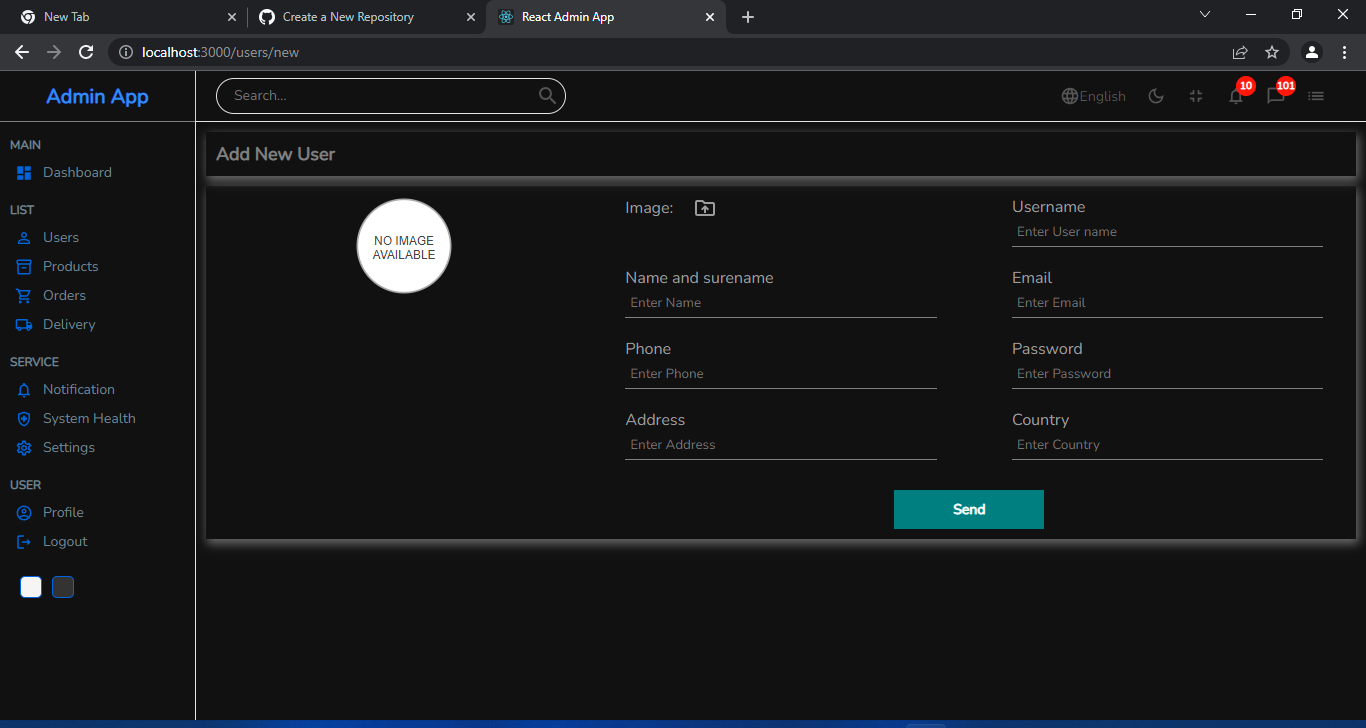 New Tab
Create a New Repository
React Admin App
localhost:3000/users/new
Admin App
Search...
English
10
101
MAIN
Dashboard
LIST
Users
Products
Orders
Delivery
SERVICE
Notification
System Health
Settings
USER
Profile
Logout
Add New User
NO IMAGE
AVAILABLE
Image:
Username
Enter User name
Name and surename
Enter Name
Email
Enter Email
Phone
Enter Phone
Password
Enter Password
Address
Enter Address
Country
Enter Country
Send